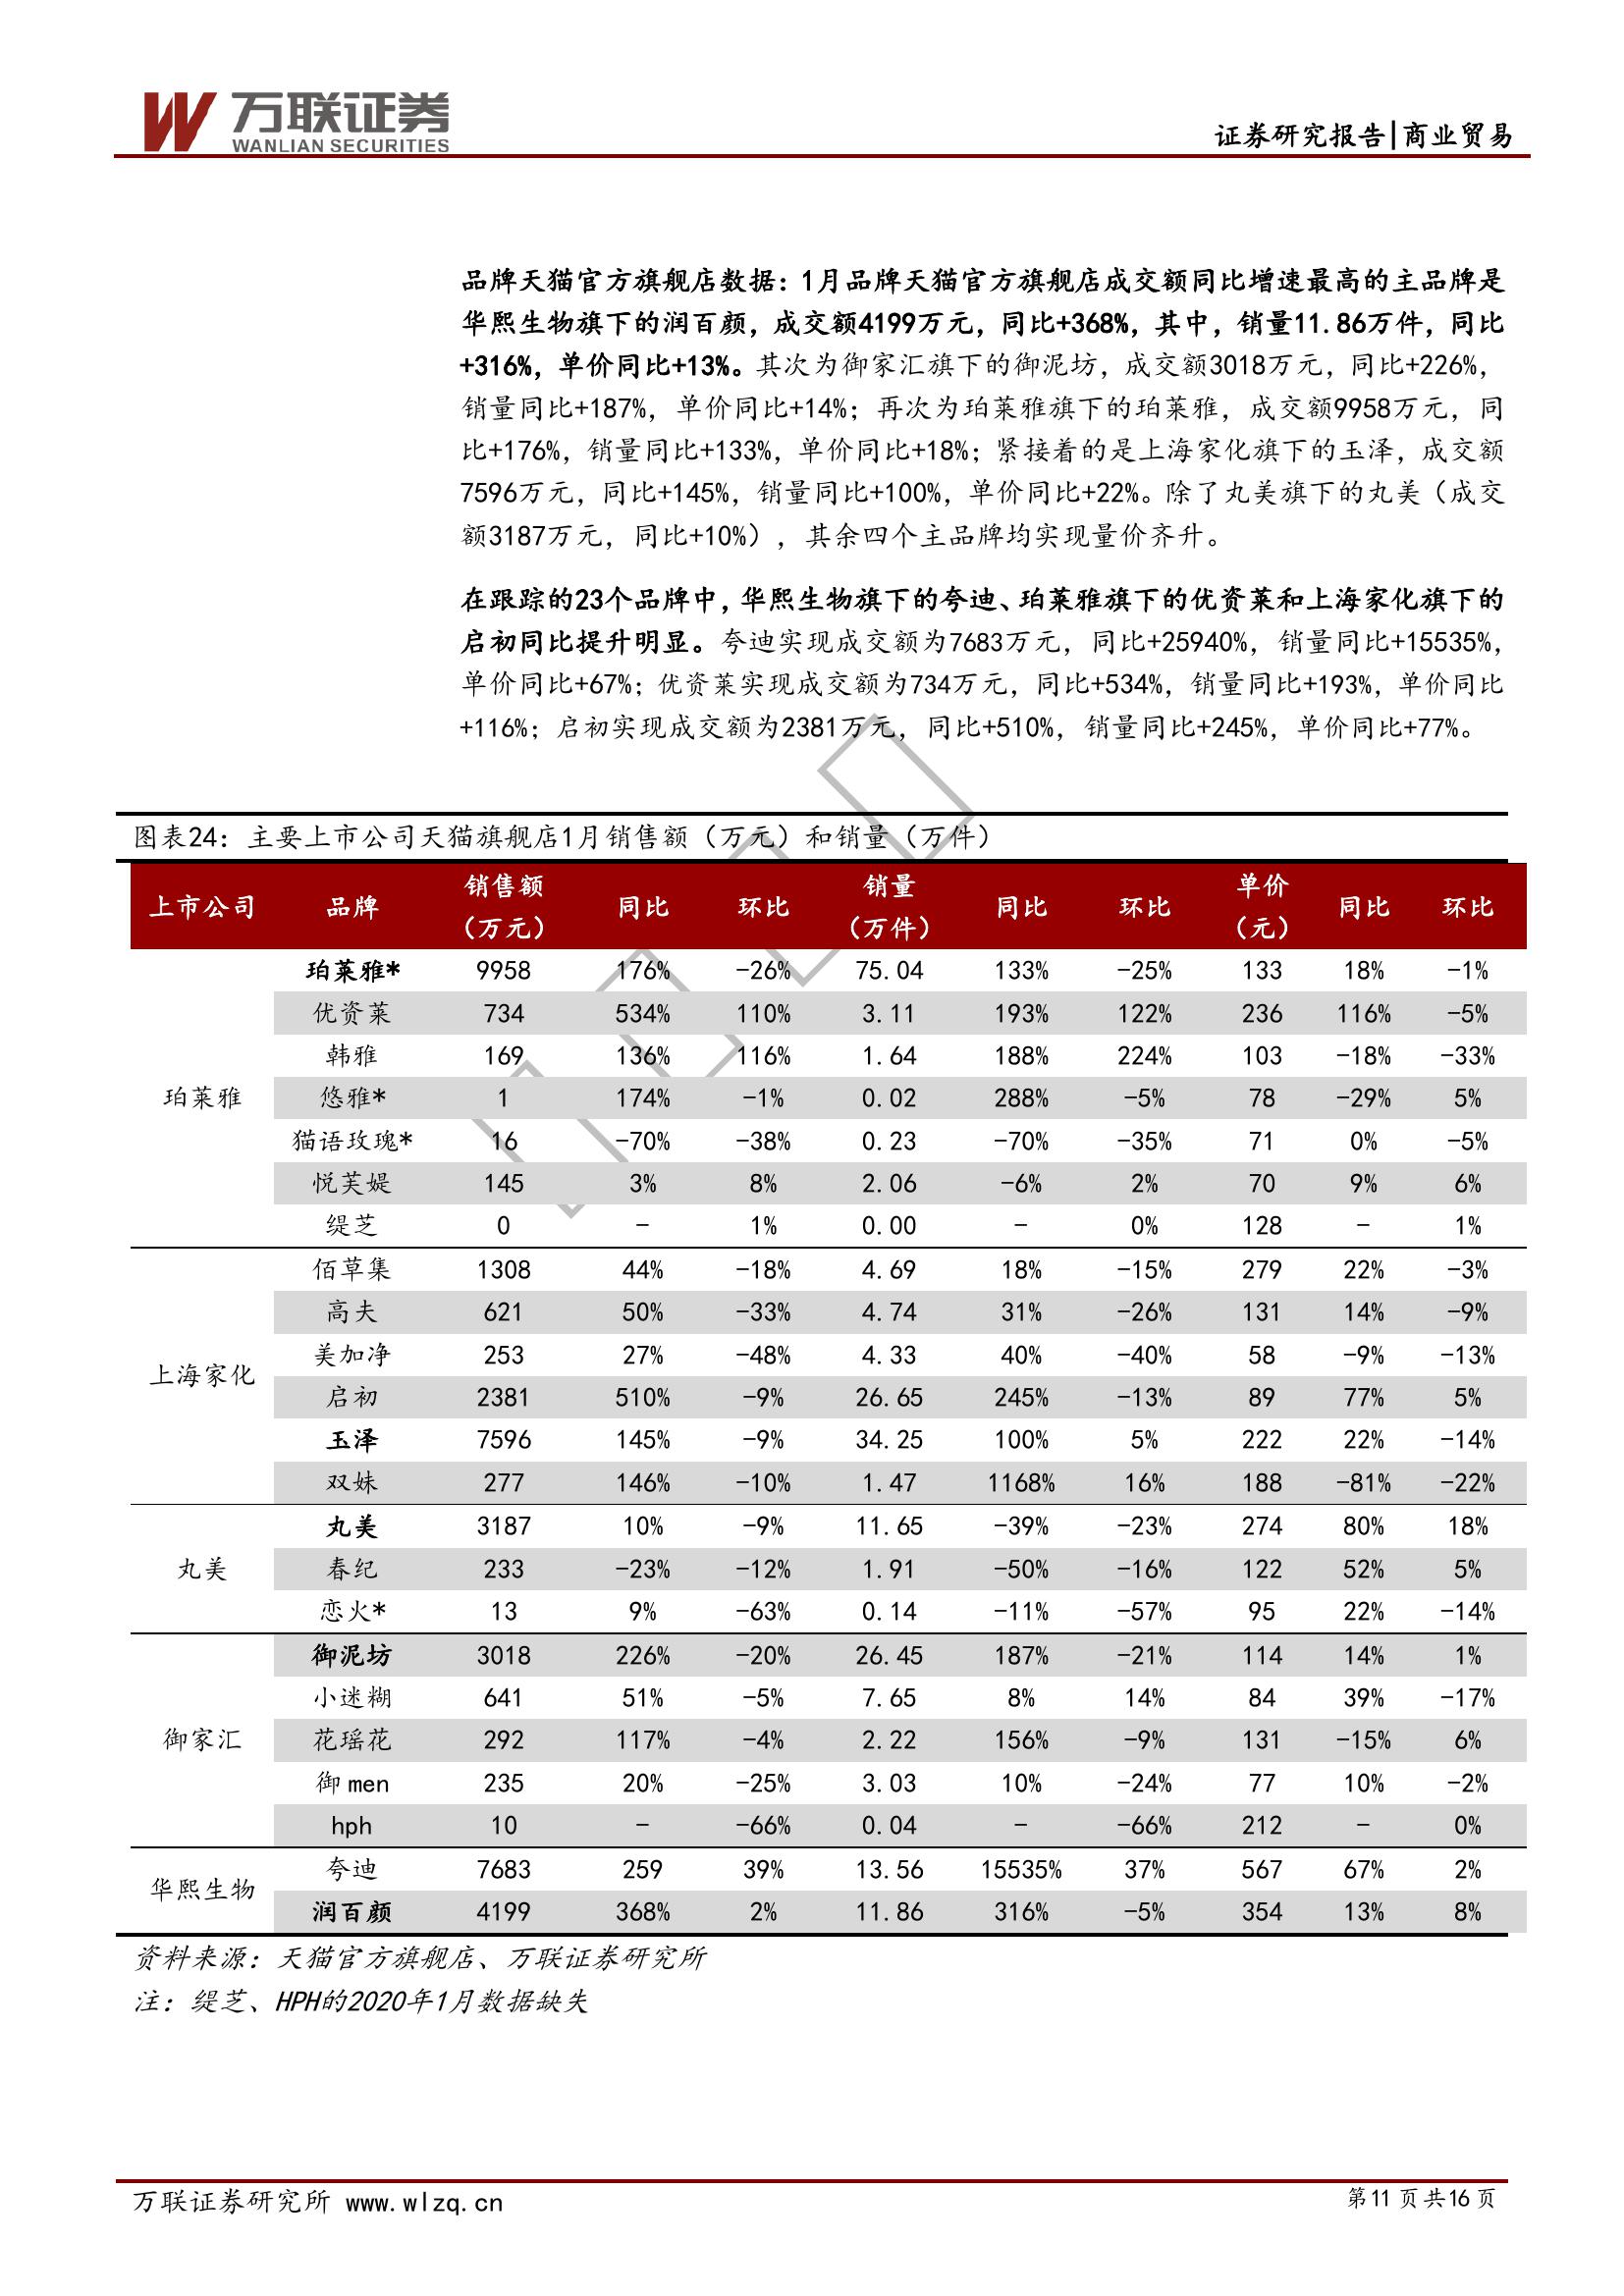 万联证券
WANLIAN SECURITIES
证券研究报告|商业贸易
品牌天猫官方旗舰店数据：1月品牌天猫官方旗舰店成交额同比增速最高的主品牌是
华熙生物旗下的润百颜，成交额4199万元，同比+368%，其中，销量11.86万件，同比
+316%，单价同比+13%。其次为御家汇旗下的御泥坊，成交额3018万元，同比+226%，
销量同比+187%，单价同比+14%；再次为珀莱雅旗下的珀莱雅，成交额9958万元，同
比+176%，销量同比+133%，单价同比+18%；紧接着的是上海家化旗下的玉泽，成交额
7596万元，同比+145%，销量同比+100%，单价同比+22%。除了丸美旗下的丸美（成交
额3187万元，同比+10%），其余四个主品牌均实现量价齐升。
在跟踪的23个品牌中，华熙生物旗下的夸迪、珀莱雅旗下的优资莱和上海家化旗下的
启初同比提升明显。夸迪实现成交额为7683万元，同比+25940%，销量同比+15535%，
单价同比+67%；优资莱实现成交额为734万元，同比+534%，销量同比+193%，单价同比
+116%；启初实现成交额为2381万元，同比+510%，销量同比+245%，单价同比+77%。
图表24：主要上市公司天猫旗舰店1月销售额（万元）和销量（万件）
上市公司 品牌 销售额（万元） 同比 环比 销量（万件） 同比 环比 单价（元） 同比 环比
珀莱雅 珀莱雅* 9958 176% -26% 75.04 133% -25% 133 18% -1%
优资莱 734 534% 110% 3.11 193% 122% 236 116% -5%
韩雅 169 136% 116% 1.64 188% 224% 103 -18% -33%
悠雅* 1 174% -1% 0.02 288% -5% 78 -29% 5%
猫语玫瑰* 16 -70% -38% 0.23 -70% -35% 71 0% -5%
悦芙媞 145 3% 8% 2.06 -6% 2% 70 9% 6%
缇芝 0 - 1% 0.00 - 0% 128 - 1%
上海家化 佰草集 1308 44% -18% 4.69 18% -15% 279 22% -3%
高夫 621 50% -33% 4.74 31% -26% 131 14% -9%
美加净 253 27% -48% 4.33 40% -40% 58 -9% -13%
启初 2381 510% -9% 26.65 245% -13% 89 77% 5%
玉泽 7596 145% -9% 34.25 100% 5% 222 22% -14%
双妹 277 146% -10% 1.47 1168% 16% 188 -81% -22%
丸美 丸美 3187 10% -9% 11.65 -39% -23% 274 80% 18%
春纪 233 -23% -12% 1.91 -50% -16% 122 52% 5%
恋火* 13 9% -63% 0.14 -11% -57% 95 22% -14%
御家汇 御泥坊 3018 226% -20% 26.45 187% -21% 114 14% 1%
小迷糊 641 51% -5% 7.65 8% 14% 84 39% -17%
花瑶花 292 117% -4% 2.22 156% -9% 131 -15% 6%
御men 235 20% -25% 3.03 10% -24% 77 10% -2%
hph 10 - -66% 0.04 - -66% 212 - 0%
华熙生物 夸迪 7683 259 39% 13.56 15535% 37% 567 67% 2%
润百颜 4199 368% 2% 11.86 316% -5% 354 13% 8%
资料来源：天猫官方旗舰店、万联证券研究所
注：缇芝、HPH的2020年1月数据缺失
万联证券研究所 www.wlzq.cn
第11页共16页